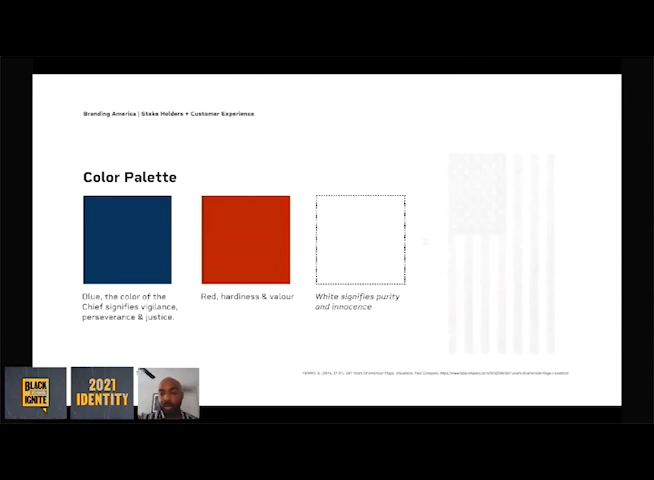 Branding America | Stake Holders + Customer Experience
Color Palette
Blue, the color of the
Chief signifies vigilance,
perseverance & justice.
Red, hardiness & valour
White signifies purity
and innocence
BLACK
IGNITE
2021
IDENTITY